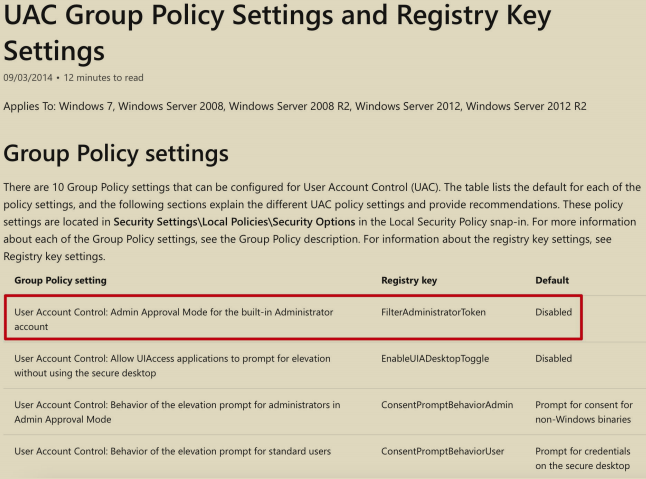 UAC Group Policy Settings and Registry Key
Settings
09/03/2014 • 12 minutes to read
Applies To: Windows 7, Windows Server 2008, Windows Server 2008 R2, Windows Server 2012, Windows Server 2012 R2
Group Policy settings
There are 10 Group Policy settings that can be configured for User Account Control (UAC). The table lists the default for each of the
policy settings, and the following sections explain the different UAC policy settings and provide recommendations. These policy
settings are located in Security Settings\Local Policies\Security Options in the Local Security Policy snap-in. For more information
about each of the Group Policy settings, see the Group Policy description. For information about the registry key settings, see
Registry key settings.
Group Policy setting Registry key Default
User Account Control: Admin Approval Mode for the built-in Administrator FilterAdministratorToken Disabled
account
User Account Control: Allow UIAccess applications to prompt for elevation EnableUIADesktopToggle Disabled
without using the secure desktop
User Account Control: Behavior of the elevation prompt for administrators in ConsentPromptBehaviorAdmin Prompt for consent for
Admin Approval Mode non-Windows binaries
User Account Control: Behavior of the elevation prompt for standard users ConsentPromptBehaviorUser Prompt for credentials
on the secure desktop